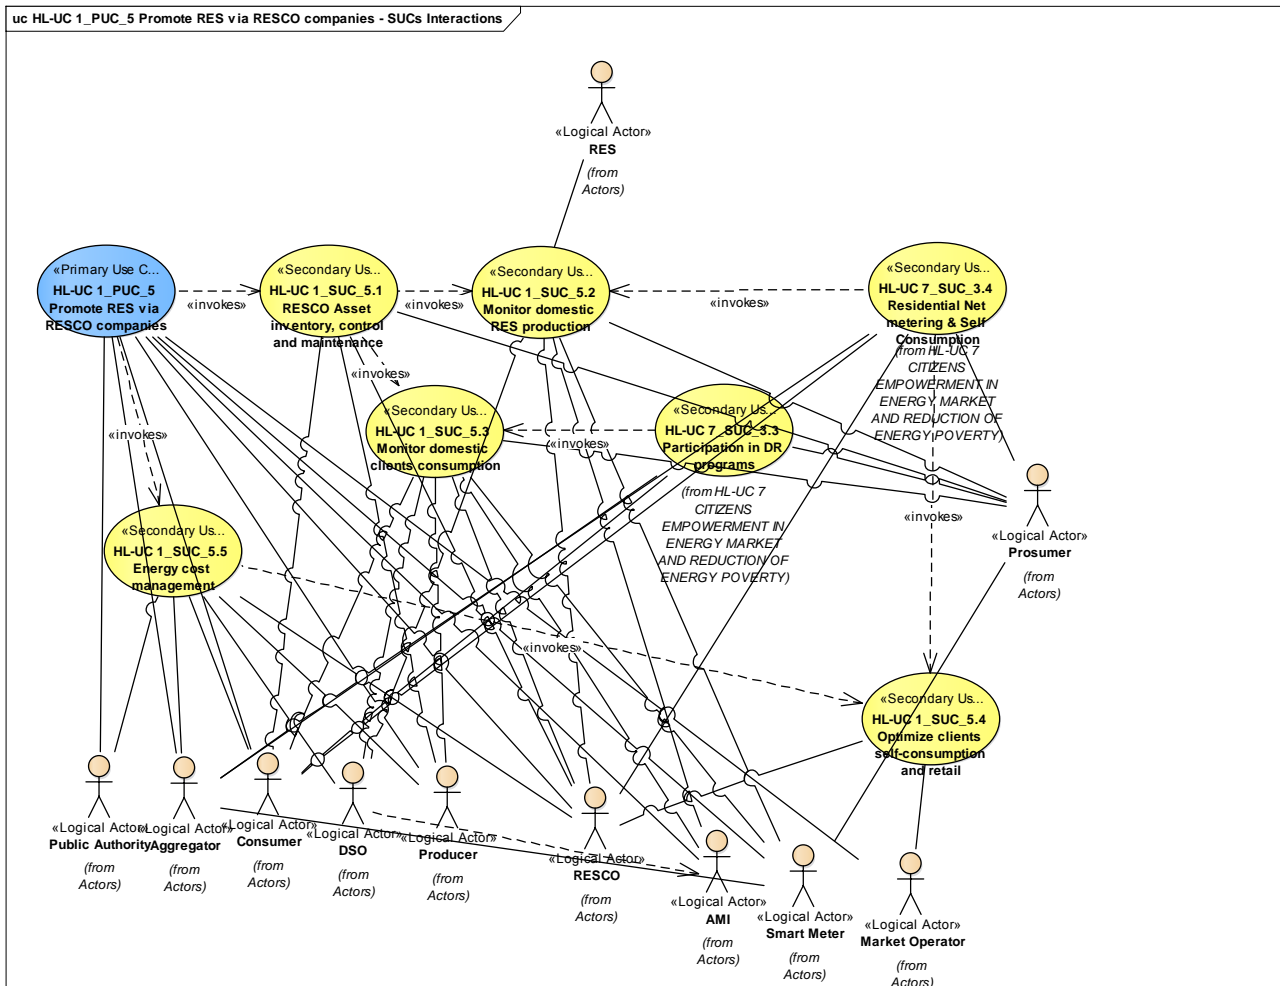 uc HL-UC 1_PUC_5 Promote RES via RESCO companies - SUCs Interactions
«Logical Actor»
RES
(from
Actors)
«Primary Use C...
HL-UC 1_PUC_5
Promote RES via
RESCO companies
«invokes»
«Secondary Us...
HL-UC 1_SUC_5.1
RESCO Asset
inventory, control
and maintenance
«invokes»
«Secondary Us...
HL-UC 1_SUC_5.2
Monitor domestic
RES production
«invokes»
«Secondary Us...
HL-UC 7_SUC_3.4
Residential Net
metering & Self
Consumption
(from HL-UC 7
CITIZENS
EMPOWERMENT IN
ENERGY MARKET
AND REDUCTION OF
ENERGY POVERTY)
«invokes»
«Secondary Us...
HL-UC 1_SUC_5.3
Monitor domestic
clients consumption
«invokes»
«Secondary Us...
HL-UC 7_SUC_3.3
Participation in DR
programs
(from HL-UC 7
CITIZENS
EMPOWERMENT IN
ENERGY MARKET
AND REDUCTION OF
ENERGY POVERTY)
«invokes»
«invokes»
«Logical Actor»
Prosumer
(from
Actors)
«Secondary Us...
HL-UC 1_SUC_5.5
Energy cost
management
«invokes»
«Secondary Us...
HL-UC 1_SUC_5.4
Optimize clients
self-consumption
and retail
«Logical Actor»
Public Authority
(from
Actors)
«Logical Actor»
Aggregator
(from
Actors)
«Logical Actor»
Consumer
(from
Actors)
«Logical Actor»
DSO
(from
Actors)
«Logical Actor»
Producer
(from
Actors)
«Logical Actor»
RESCO
(from
Actors)
«Logical Actor»
AMI
(from
Actors)
«Logical Actor»
Smart Meter
(from
Actors)
«Logical Actor»
Market Operator
(from
Actors)